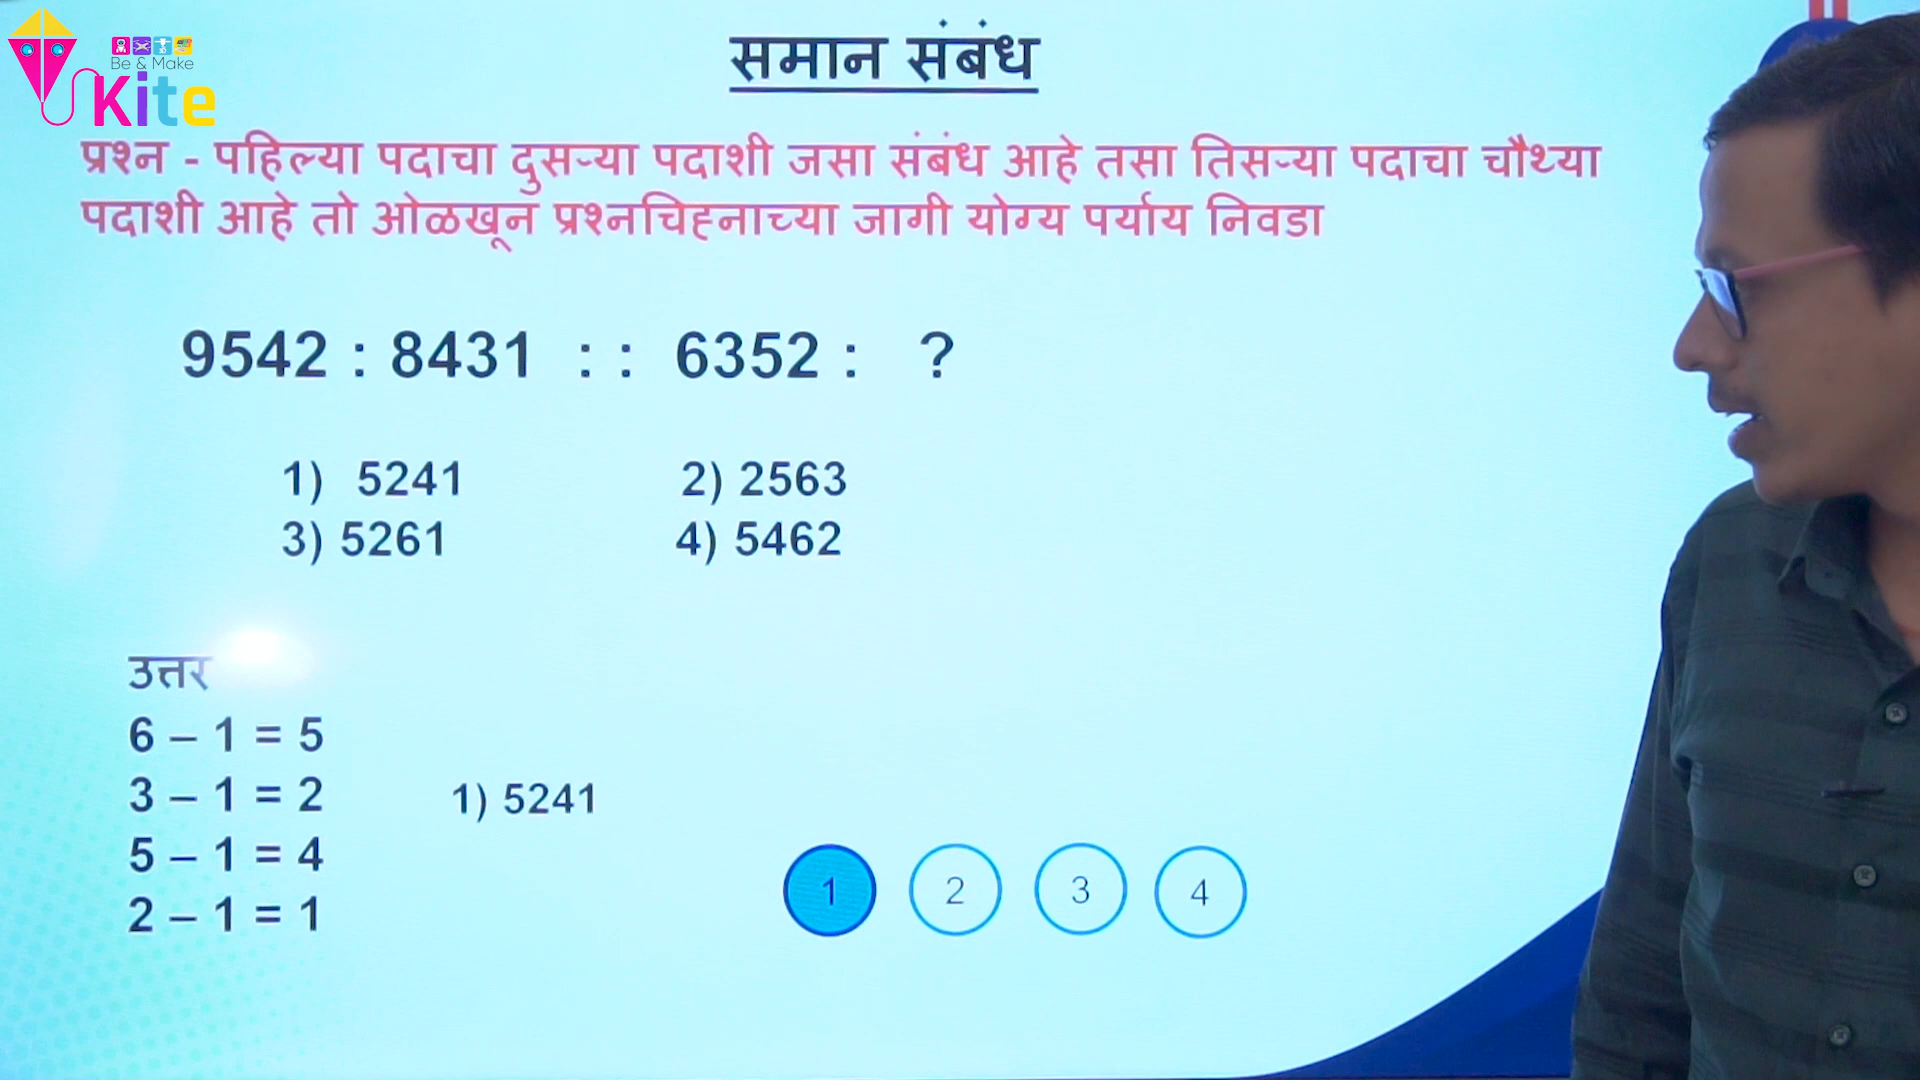 Be & Make
Kite
समान संबंध
प्रश्न - पहिल्या पदाचा दुसऱ्या पदाशी जसा संबंध आहे तसा तिसऱ्या पदाचा चौथ्या
पदाशी आहे तो ओळखून प्रश्नचिह्नाच्या जागी योग्य पर्याय निवडा
9542 : 8431 : : 6352 : ?
1) 5241 2) 2563
3) 5261 4) 5462
उत्तर
6 – 1 = 5
3 – 1 = 2
5 – 1 = 4
2 – 1 = 1
1) 5241
1 2 3 4